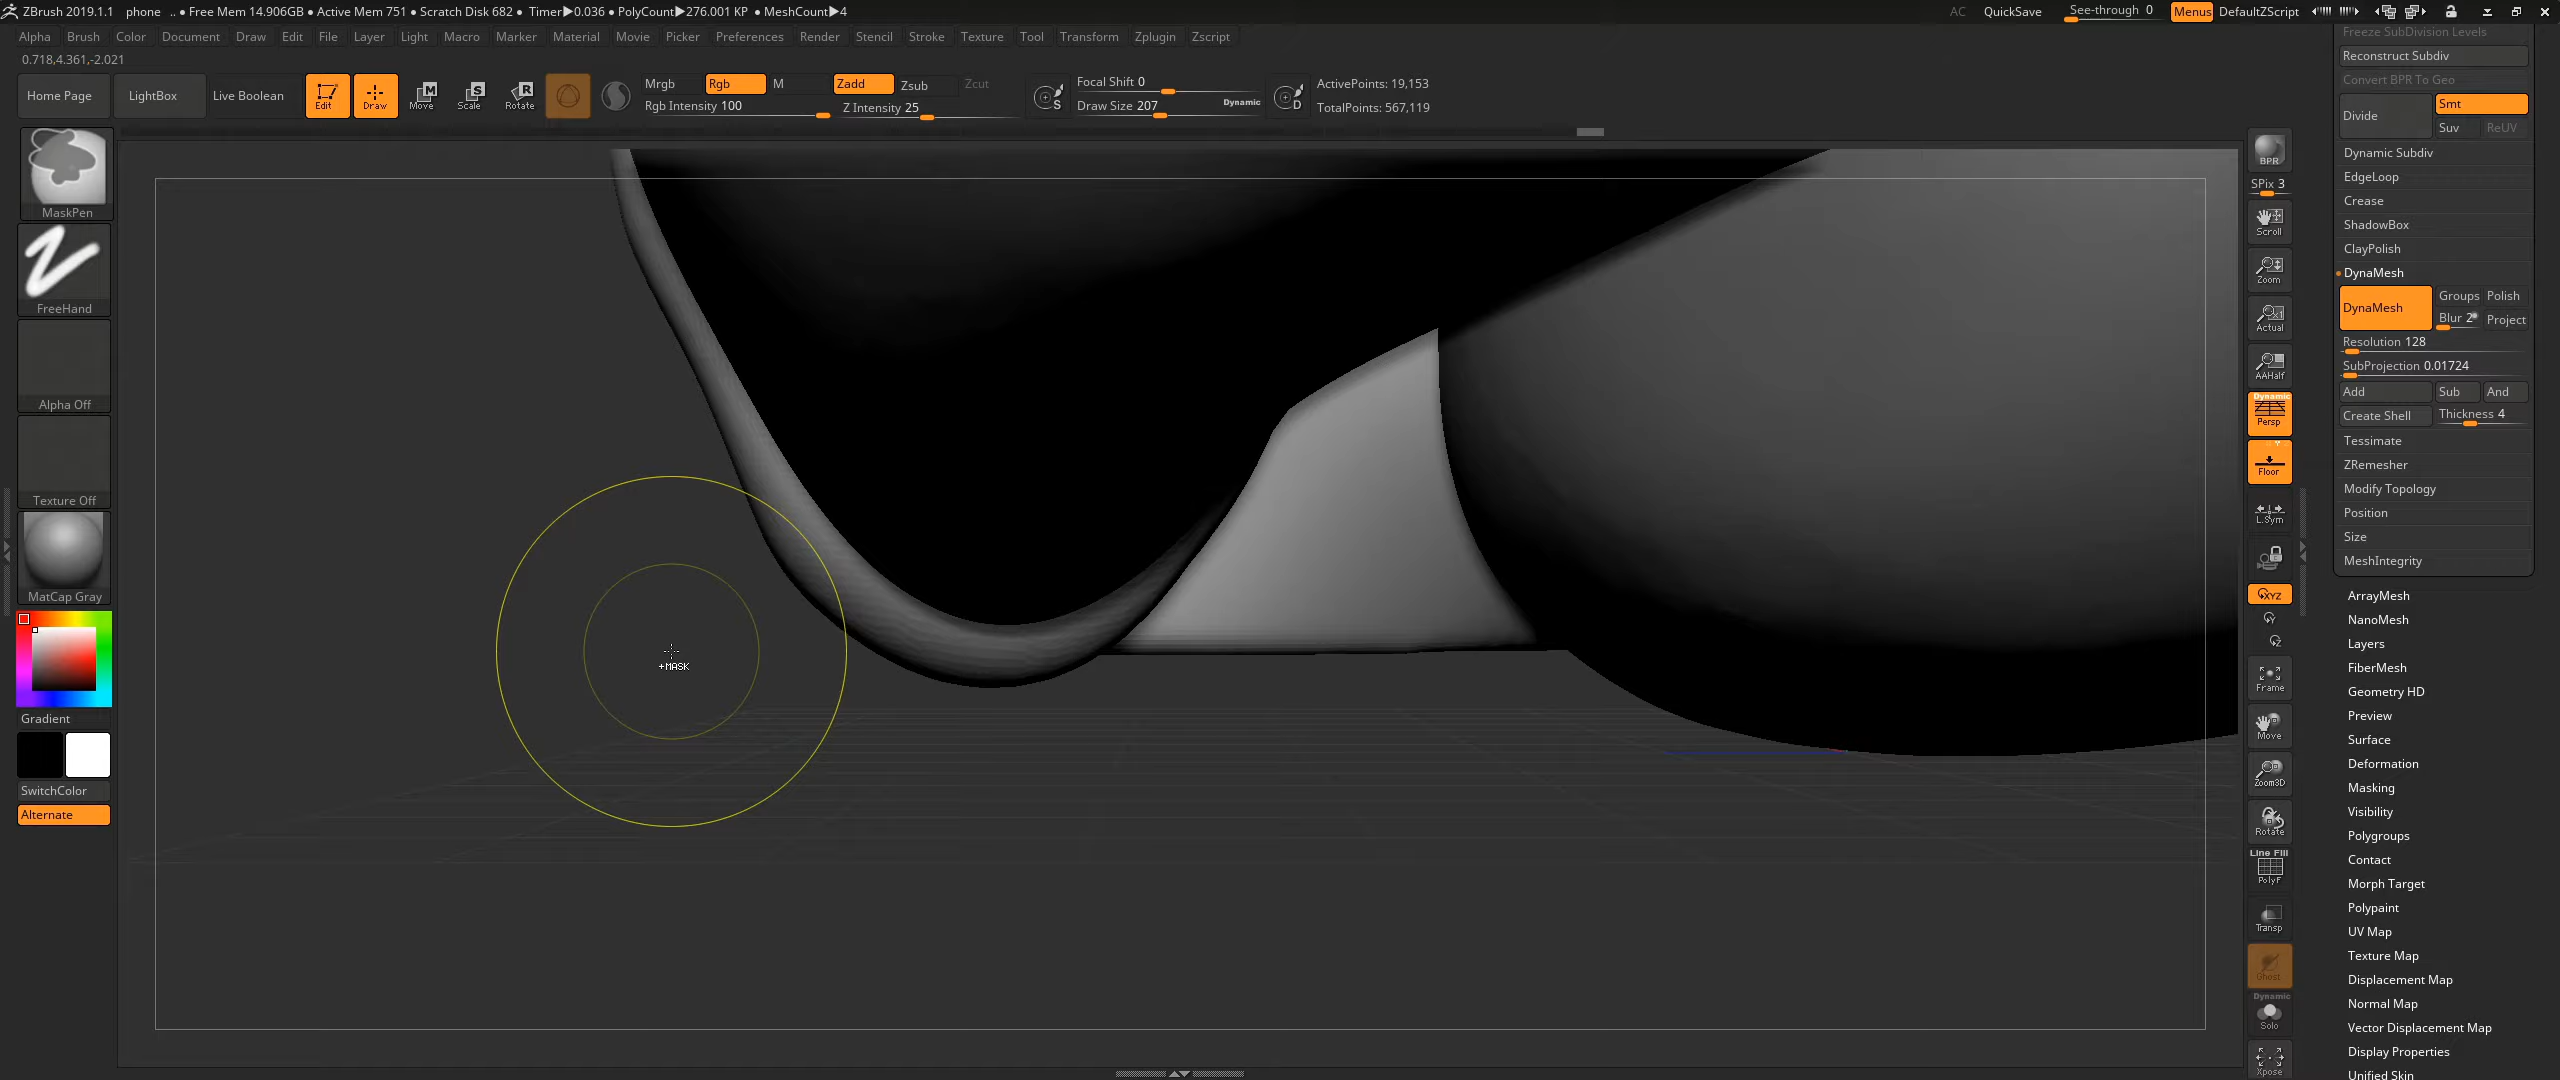 ZBrush 2019.1.1 phone .. ● Free Mem 14.906GB ● Active Mem 751 ● Scratch Disk 682 ● Timer▶0.036 ● PolyCount▶276.001 KP ● MeshCount▶4
AC QuickSave See-through 0 Menus DefaultZScript
Alpha Brush Color Document Draw Edit File Layer Light Macro Marker Material Movie Picker Preferences Render Stencil Stroke Texture Tool Transform Zplugin Zscript
0.718,4.361,-2.021
Home Page LightBox Live Boolean Edit Draw Move Scale Rotate
Mrgb Rgb M Zadd Zsub Zcut
Rgb Intensity 100 Z Intensity 25
S
Focal Shift 0
Draw Size 207 Dynamic
D
ActivePoints: 19,153
TotalPoints: 567,119
MaskPen
FreeHand
Alpha Off
Texture Off
MatCap Gray
Gradient
SwitchColor
Alternate
+MASK
BPR
SPix 3
Scroll
Zoom
Actual
AAHalf
Dynamic
Persp
Floor
L.Sym
XYZ
Frame
Move
Zoom3D
Rotate
Line Fill
PolyF
Transp
Ghost
Dynamic
Solo
Xpose
Freeze SubDivision Levels
Reconstruct Subdiv
Convert BPR To Geo
Divide Smt
Suv ReUV
Dynamic Subdiv
EdgeLoop
Crease
ShadowBox
ClayPolish
DynaMesh
DynaMesh Groups Polish
Blur 2 Project
Resolution 128
SubProjection 0.01724
Add Sub And
Create Shell Thickness 4
Tessimate
ZRemesher
Modify Topology
Position
Size
MeshIntegrity
ArrayMesh
NanoMesh
Layers
FiberMesh
Geometry HD
Preview
Surface
Deformation
Masking
Visibility
Polygroups
Contact
Morph Target
Polypaint
UV Map
Texture Map
Displacement Map
Normal Map
Vector Displacement Map
Display Properties
Unified Skin